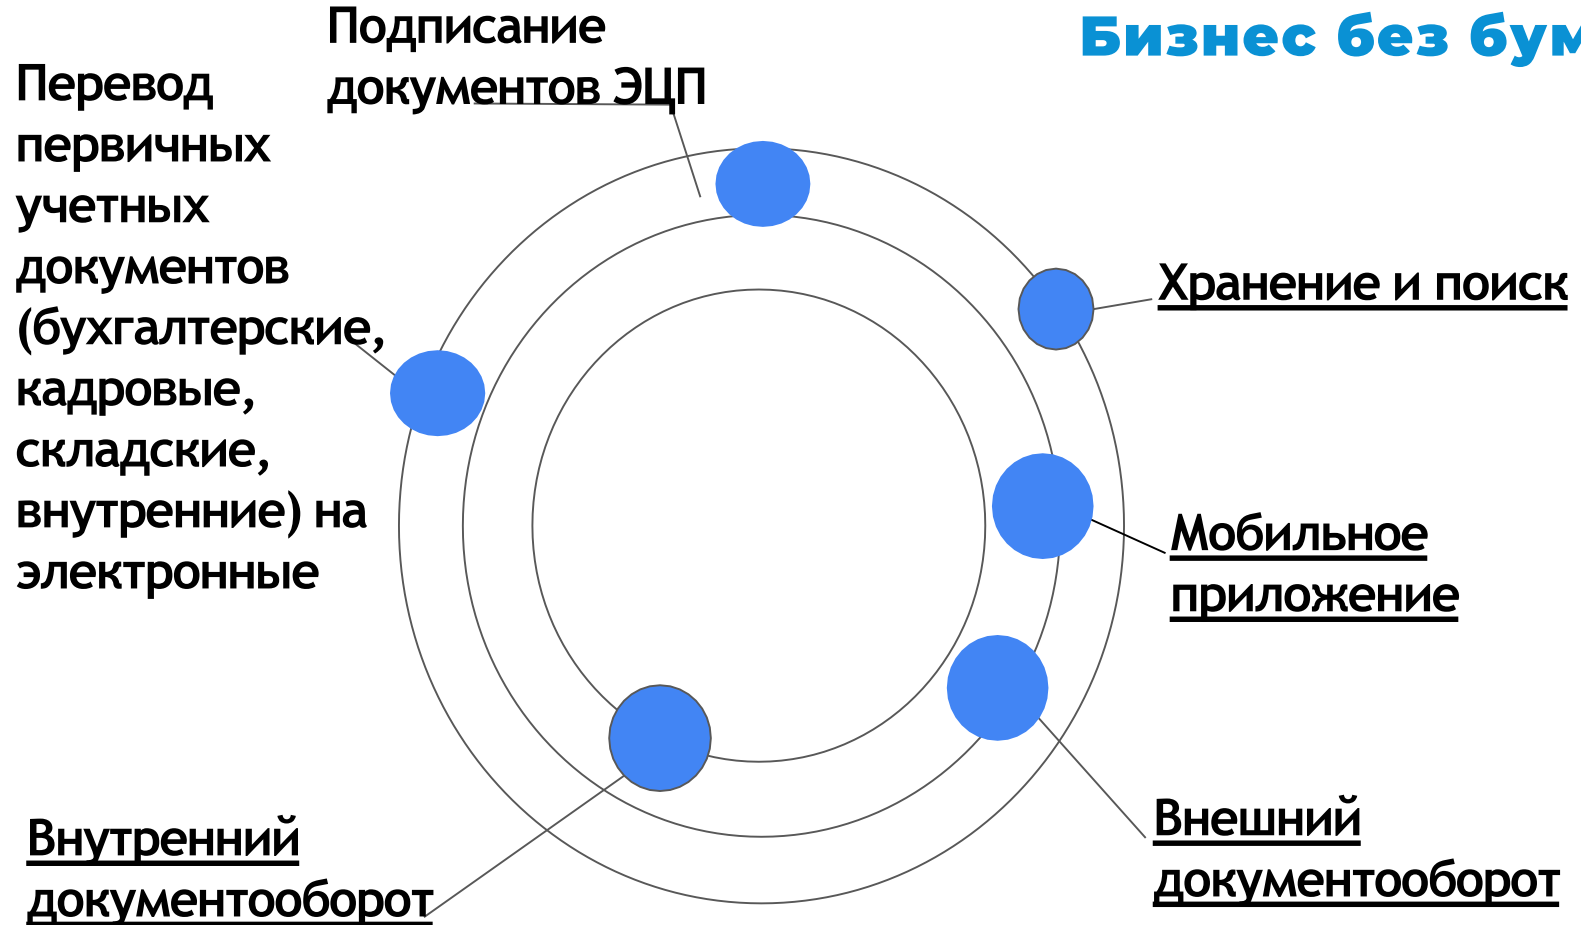 Подписание
документов ЭЦП
Бизнес без
Перевод
первичных
учетных
документов
(бухгалтерские,
кадровые,
складские,
внутренние) на
электронные
Хранение и поиск
Мобильное
приложение
Внутренний
документооборот
Внешний
документооборот